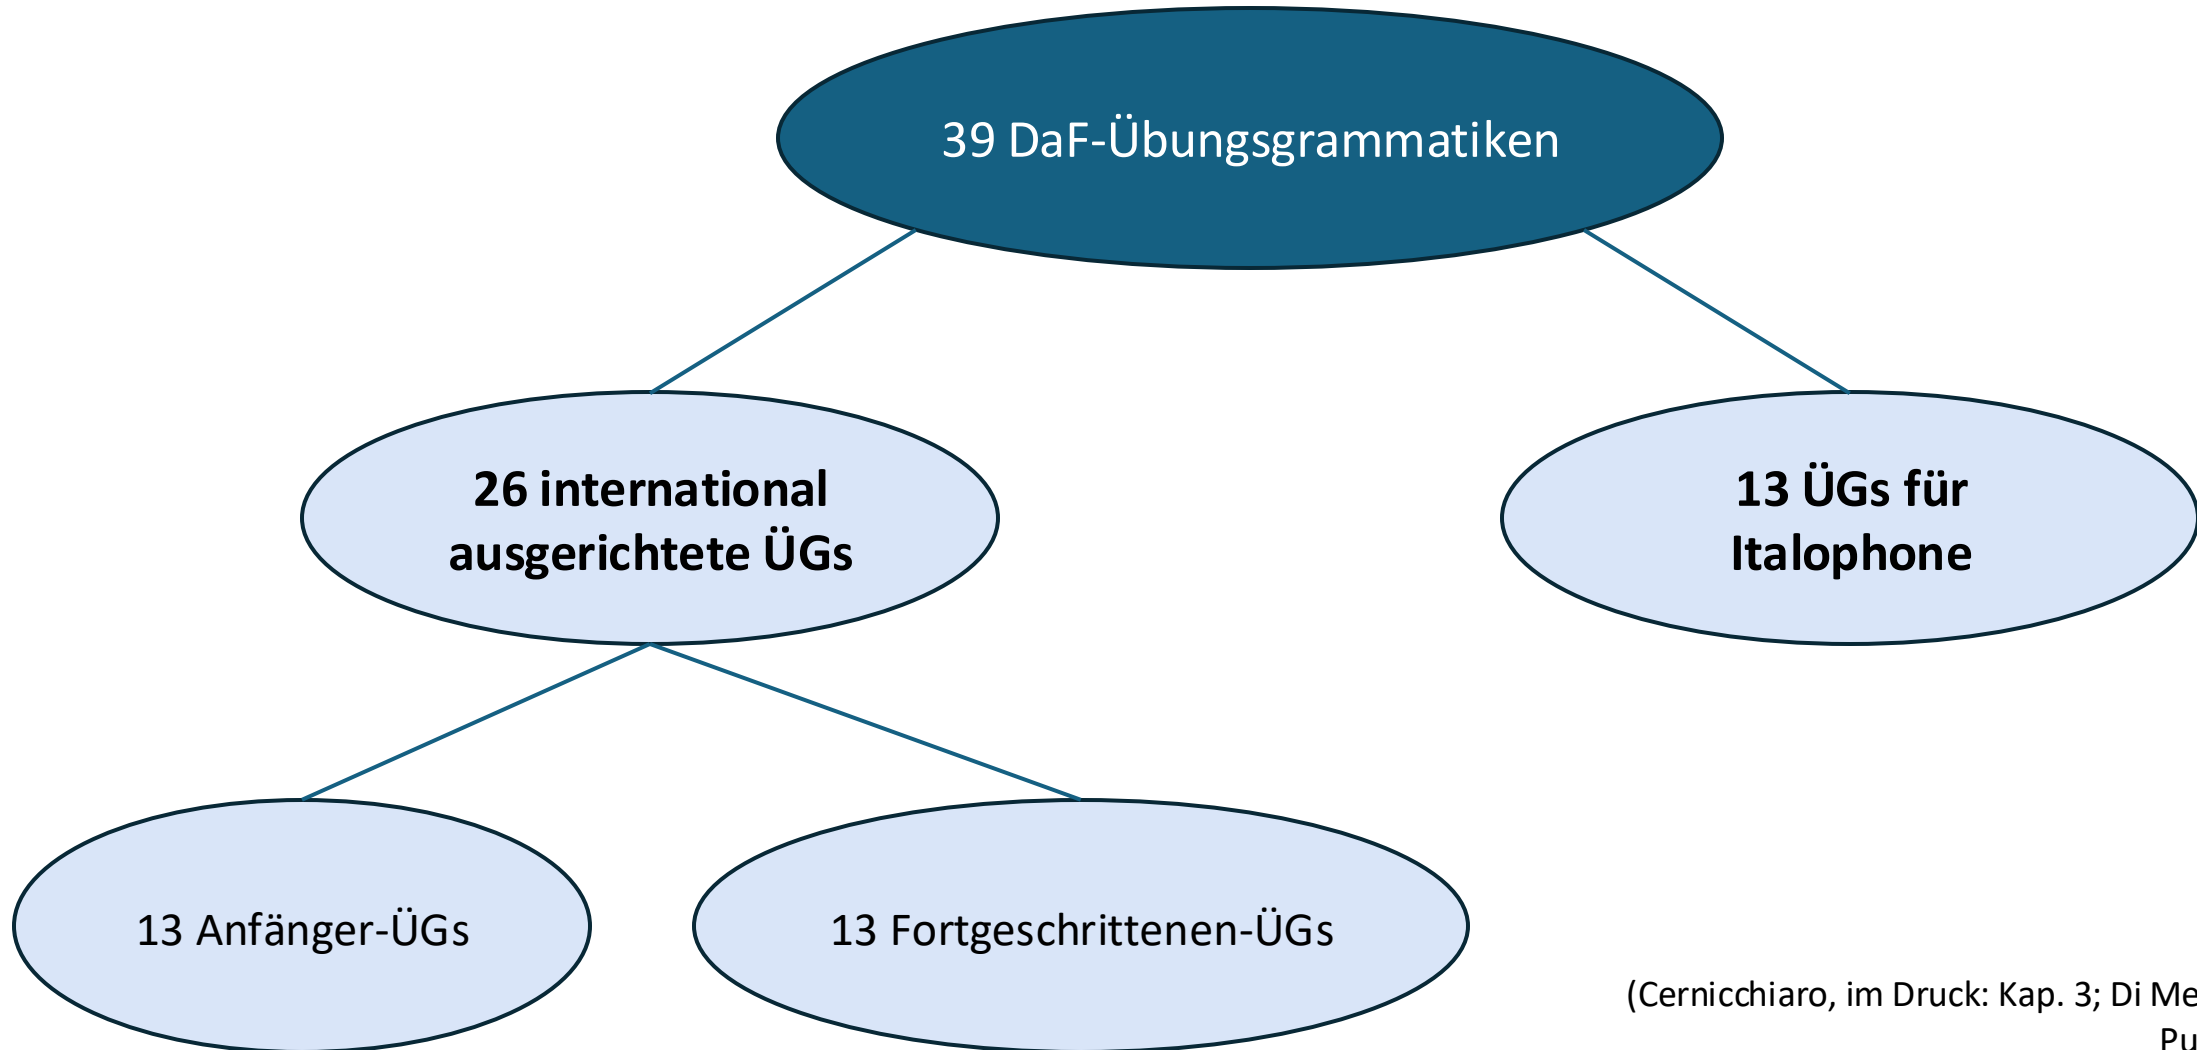 39 DaF-Übungsgrammatiken
26 international
ausgerichtete ÜGs
13 ÜGs für
Italophone
13 Anfänger-ÜGs
13 Fortgeschrittenen-ÜGs
(Cernicchiaro, im Druck: Kap. 3; Di